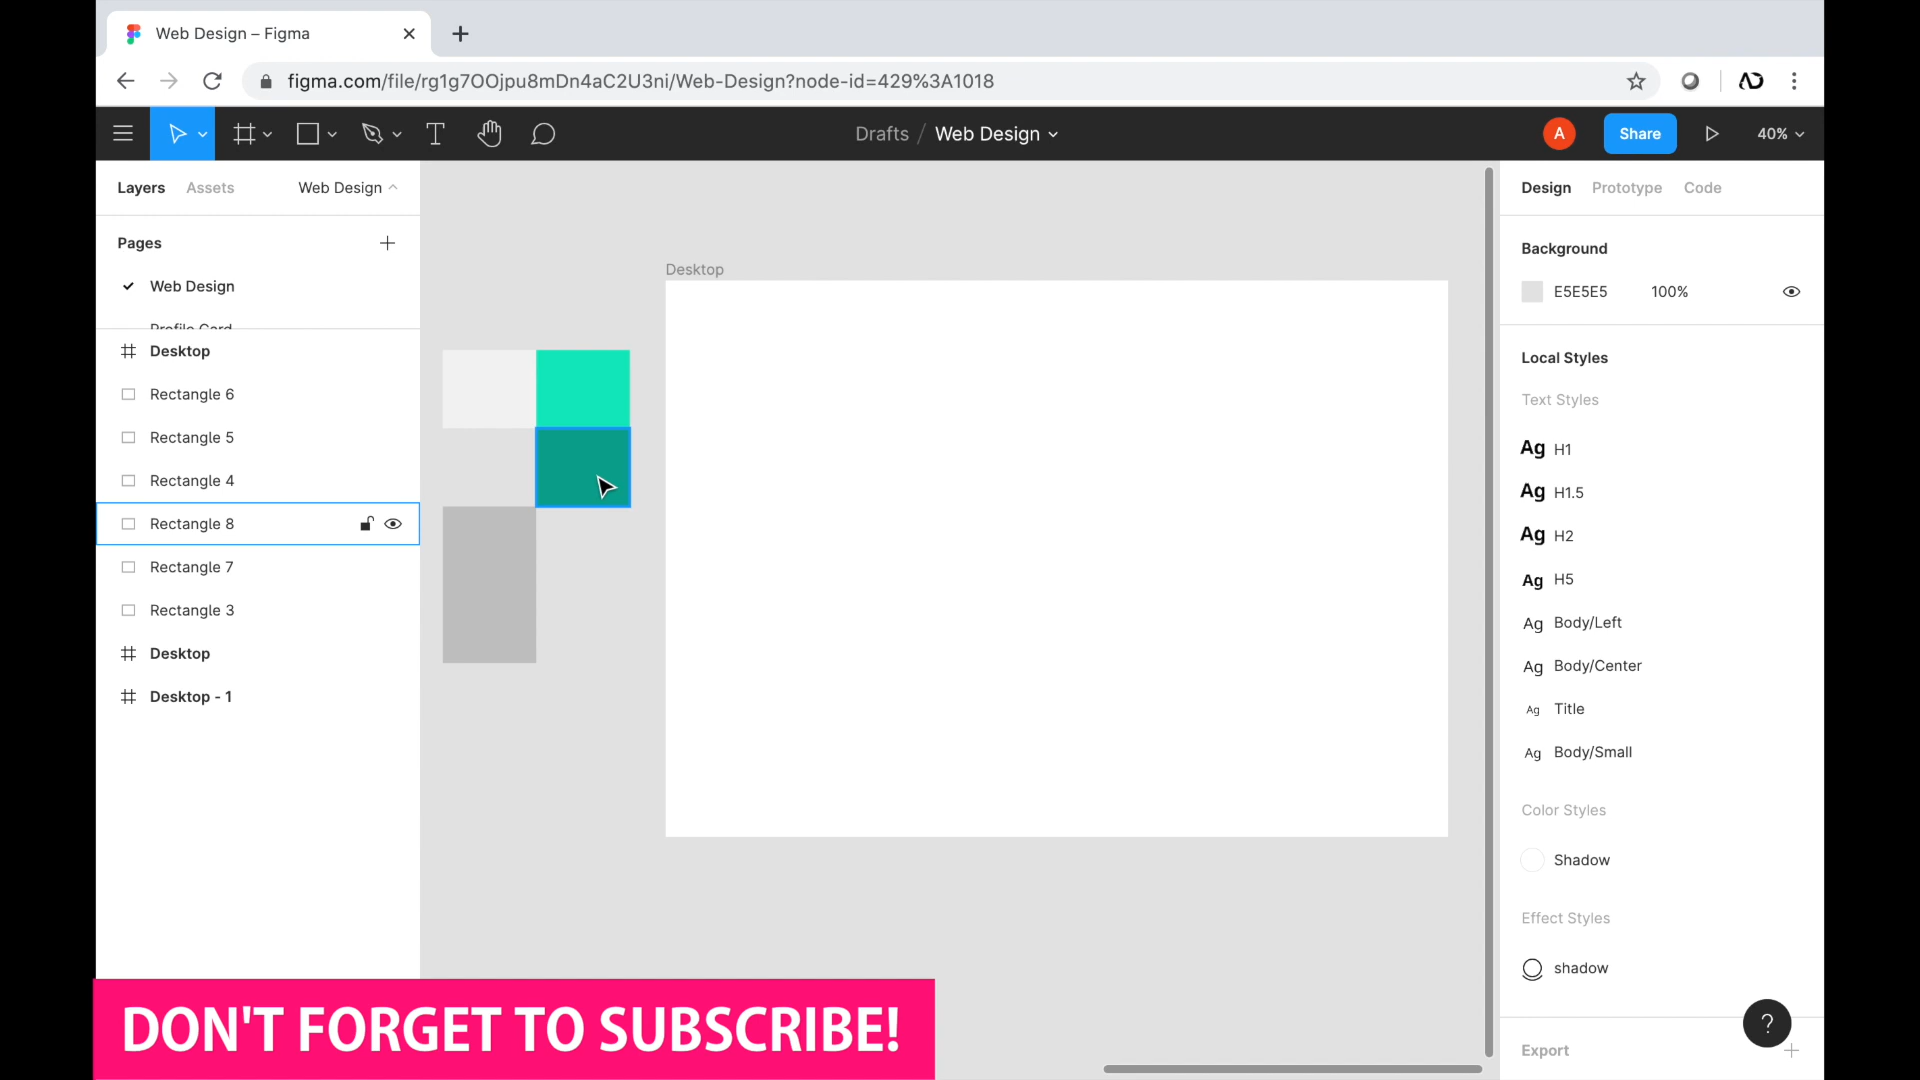 Web Design – Figma
figma.com/file/rg1g7OOjpu8mDn4aC2U3ni/Web-Design?node-id=429%3A1018
Drafts / Web Design
A
Share
40%
Layers
Assets
Web Design
Design
Prototype
Code
Pages
Web Design
Profile Card
Desktop
Rectangle 6
Rectangle 5
Rectangle 4
Rectangle 8
Rectangle 7
Rectangle 3
Desktop
Desktop - 1
Desktop
Background
E5E5E5 100%
Local Styles
Text Styles
Ag H1
Ag H1.5
Ag H2
Ag H5
Ag Body/Left
Ag Body/Center
Ag Title
Ag Body/Small
Color Styles
Shadow
Effect Styles
shadow
?
Export
DON'T FORGET TO SUBSCRIBE!